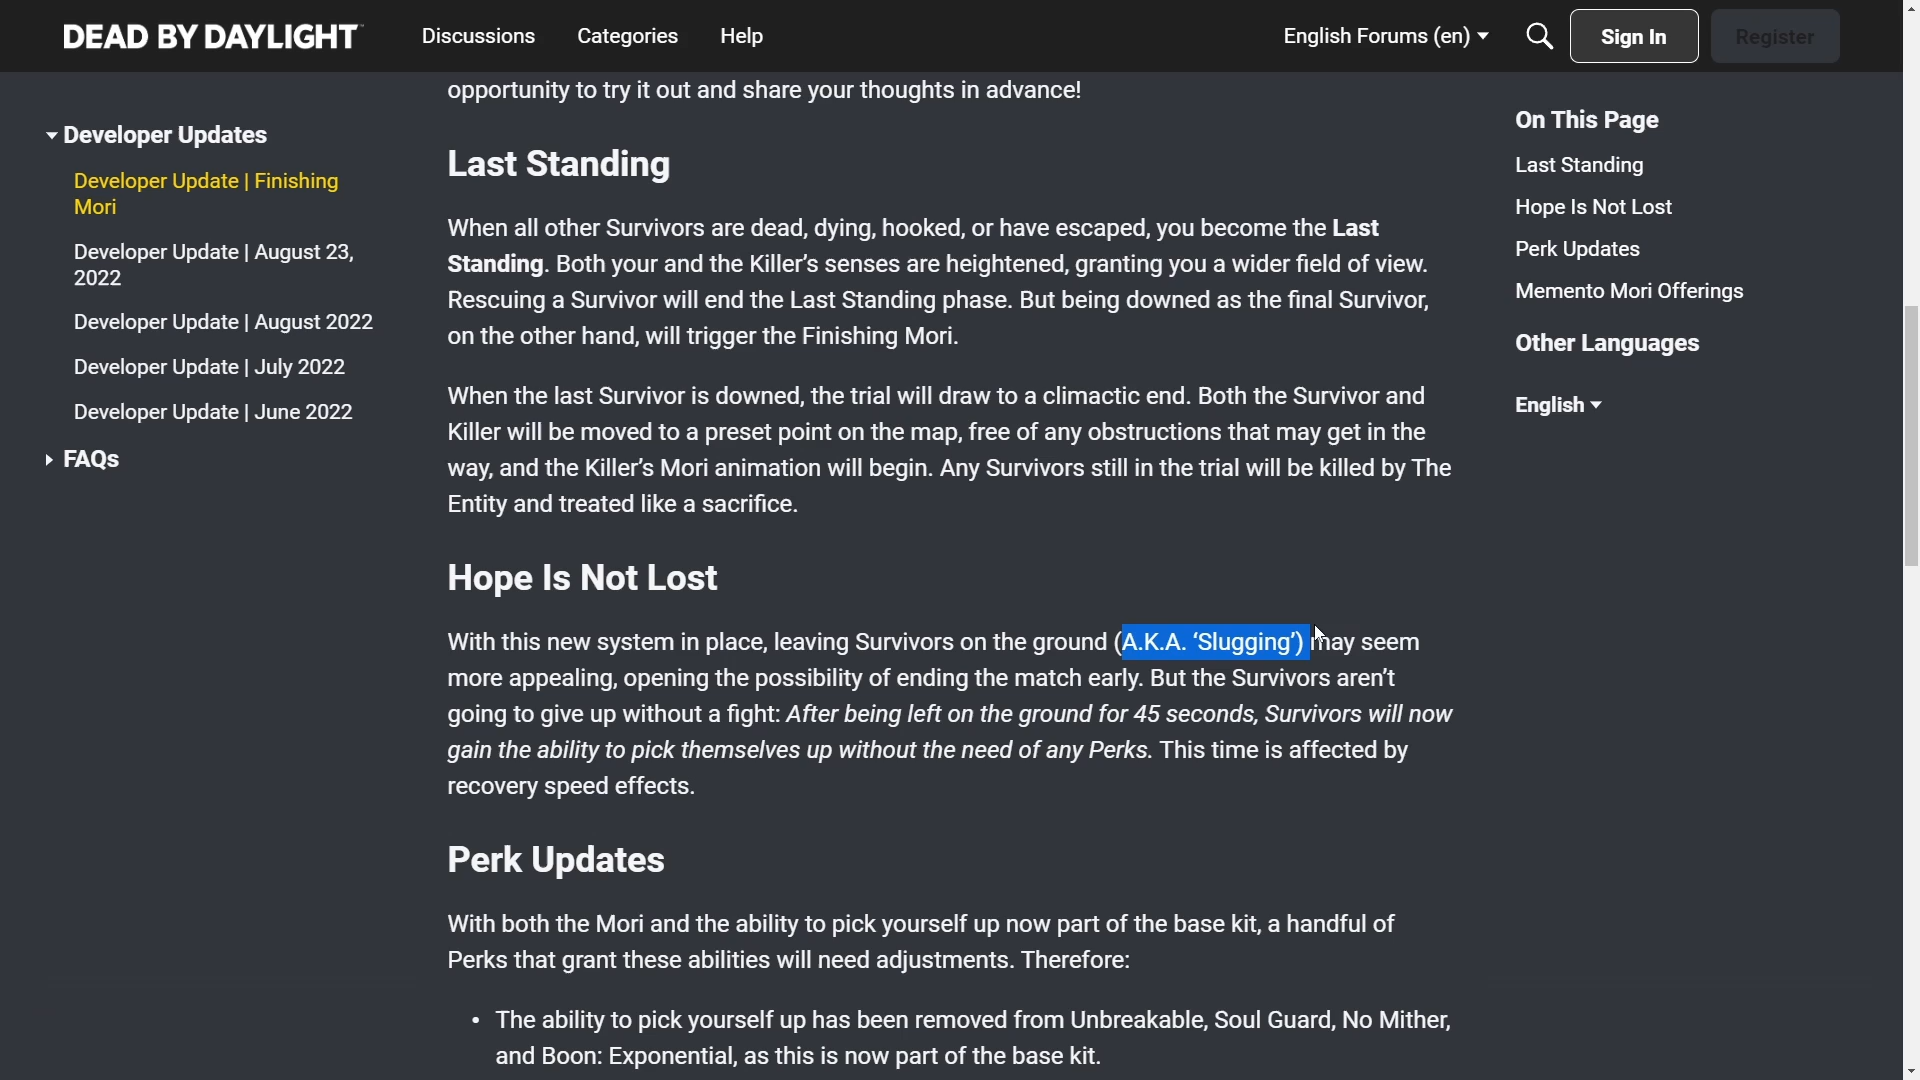 DEAD BY DAYLIGHT
Discussions
Categories
Help
English Forums (en)
Sign In
Register
Developer Updates
Developer Update | Finishing
Mori
Developer Update | August 23,
2022
Developer Update | August 2022
Developer Update | July 2022
Developer Update | June 2022
FAQs
opportunity to try it out and share your thoughts in advance!
Last Standing
When all other Survivors are dead, dying, hooked, or have escaped, you become the Last
Standing. Both your and the Killer’s senses are heightened, granting you a wider field of view.
Rescuing a Survivor will end the Last Standing phase. But being downed as the final Survivor,
on the other hand, will trigger the Finishing Mori.
When the last Survivor is downed, the trial will draw to a climactic end. Both the Survivor and
Killer will be moved to a preset point on the map, free of any obstructions that may get in the
way, and the Killer’s Mori animation will begin. Any Survivors still in the trial will be killed by The
Entity and treated like a sacrifice.
Hope Is Not Lost
With this new system in place, leaving Survivors on the ground (A.K.A. ‘Slugging’) may seem
more appealing, opening the possibility of ending the match early. But the Survivors aren’t
going to give up without a fight: After being left on the ground for 45 seconds, Survivors will now
gain the ability to pick themselves up without the need of any Perks. This time is affected by
recovery speed effects.
Perk Updates
With both the Mori and the ability to pick yourself up now part of the base kit, a handful of
Perks that grant these abilities will need adjustments. Therefore:
• The ability to pick yourself up has been removed from Unbreakable, Soul Guard, No Mither,
and Boon: Exponential, as this is now part of the base kit.
On This Page
Last Standing
Hope Is Not Lost
Perk Updates
Memento Mori Offerings
Other Languages
English